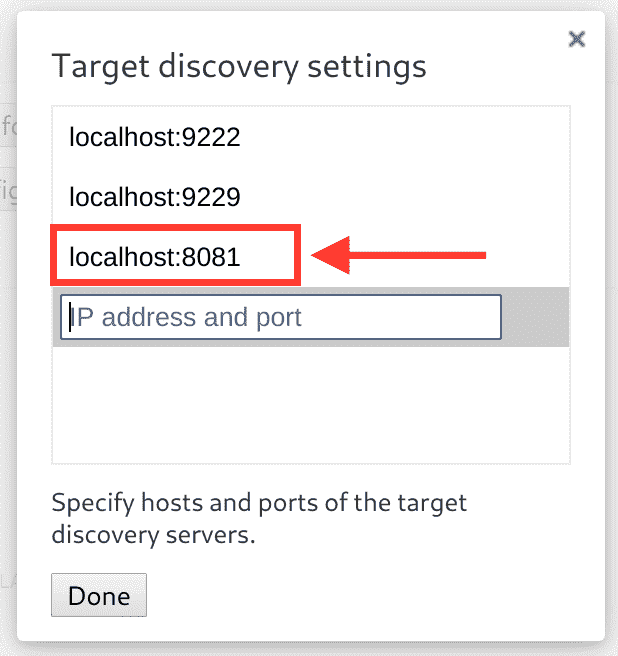 Target discovery settings
localhost:9222
localhost:9229
localhost:8081
IP address and port
Specify hosts and ports of the target
discovery servers.
Done